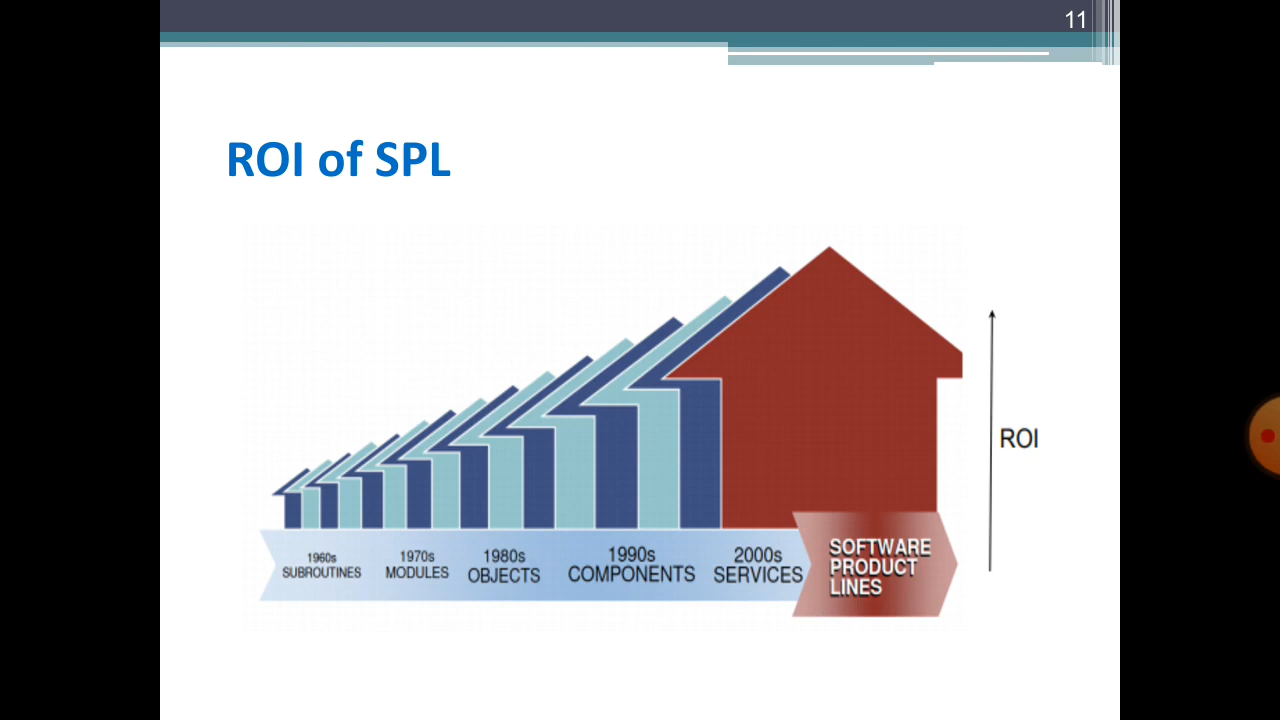 11
ROI of SPL
ROI
1960s
SUBROUTINES
1970s
MODULES
1980s
OBJECTS
1990s
COMPONENTS
2000s
SERVICES
SOFTWARE
PRODUCT
LINES